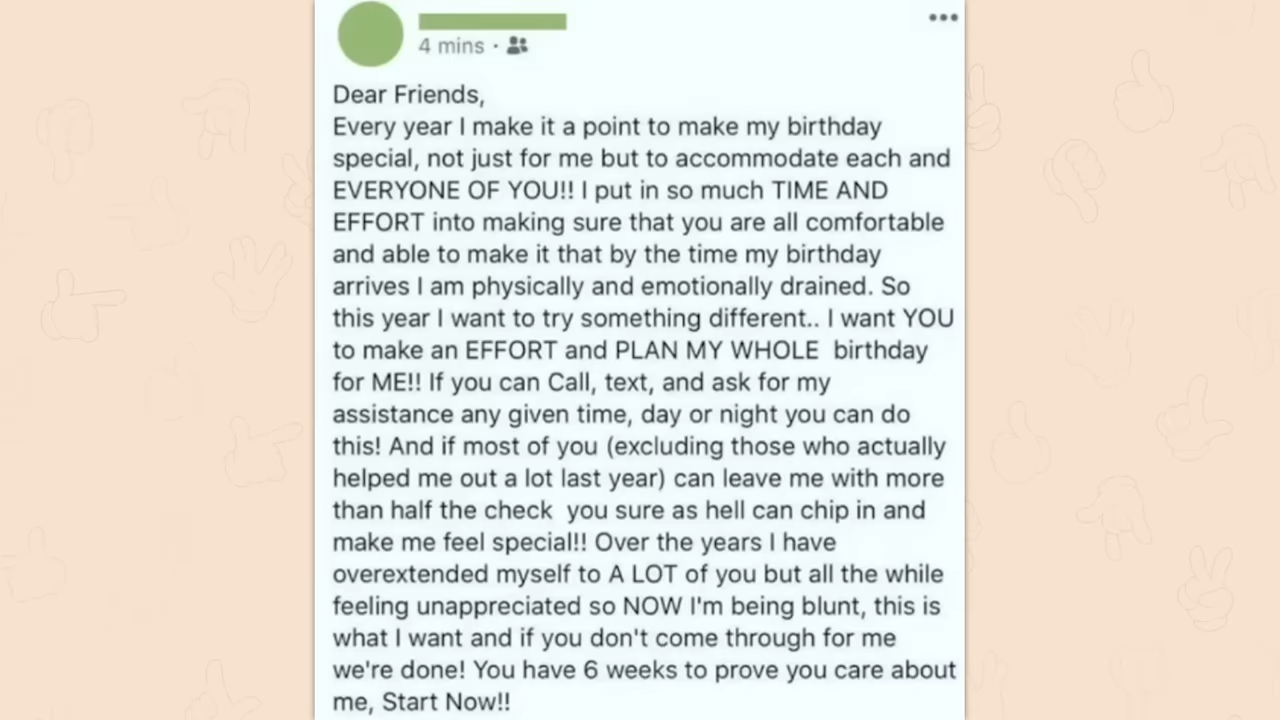 4 mins ·
Dear Friends,
Every year I make it a point to make my birthday
special, not just for me but to accommodate each and
EVERYONE OF YOU!! I put in so much TIME AND
EFFORT into making sure that you are all comfortable
and able to make it that by the time my birthday
arrives I am physically and emotionally drained. So
this year I want to try something different.. I want YOU
to make an EFFORT and PLAN MY WHOLE  birthday
for ME!! If you can Call, text, and ask for my
assistance any given time, day or night you can do
this! And if most of you (excluding those who actually
helped me out a lot last year) can leave me with more
than half the check  you sure as hell can chip in and
make me feel special!! Over the years I have
overextended myself to A LOT of you but all the while
feeling unappreciated so NOW I'm being blunt, this is
what I want and if you don't come through for me
we're done! You have 6 weeks to prove you care about
me, Start Now!!